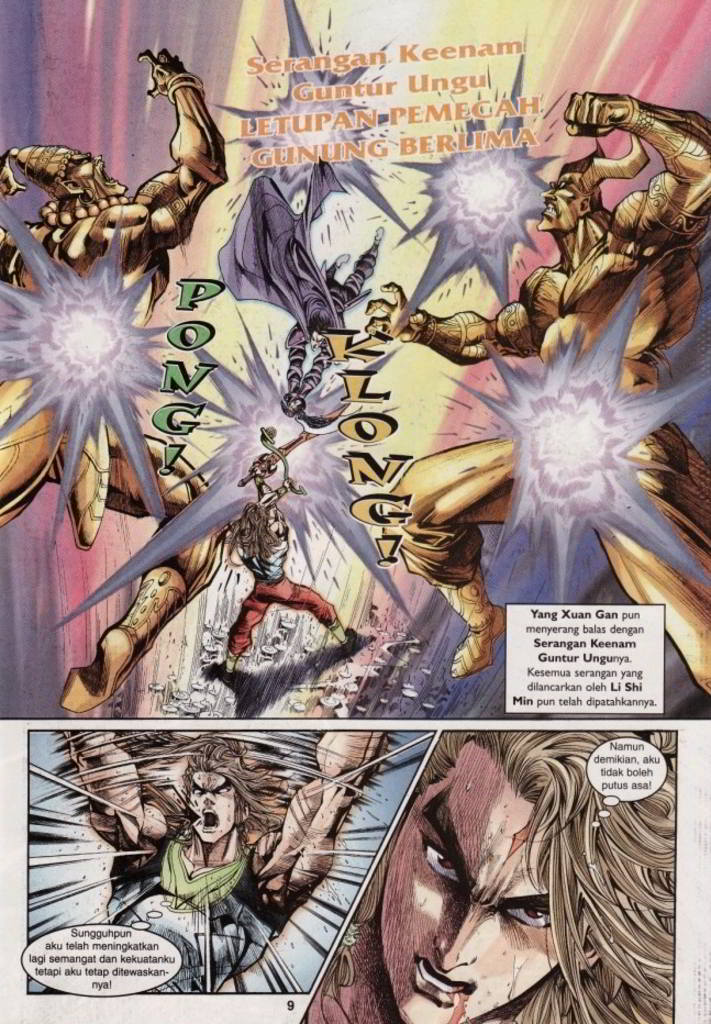 Serangan Keenam
Guntur Ungu
LETUPAN PEMECAH
GUNUNG BERLIMA
PONG!
KLONG!
Yang Xuan Gan pun
menyerang balas dengan
Serangan Keenam
Guntur Ungunya.
Kesemua serangan yang
dilancarkan oleh Li Shi
Min pun telah dipatahkannya.
Sungguhpun
aku telah meningkatkan
lagi semangat dan kekuatanku
tetapi aku tetap ditewaskan-
nya!
Namun
demikian, aku
tidak boleh
putus asa!
9